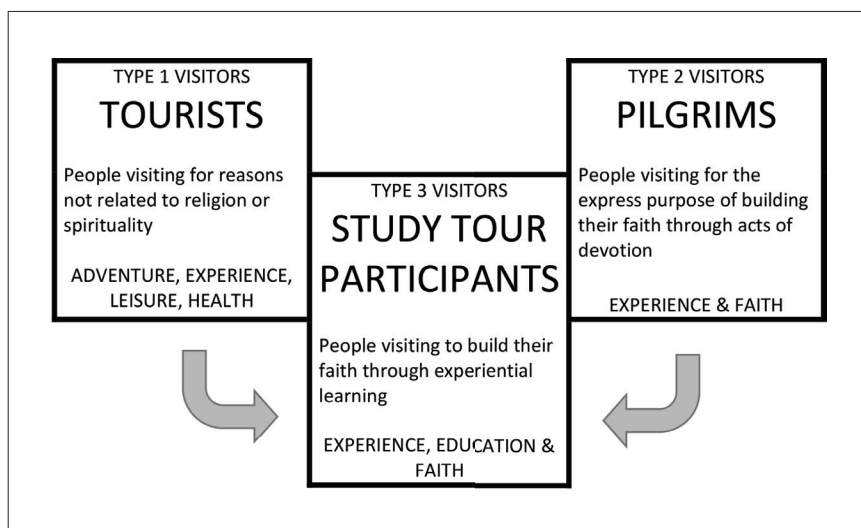 TYPE 1 VISITORS
TOURISTS
People visiting for reasons
not related to religion or
spirituality
ADVENTURE, EXPERIENCE,
LEISURE, HEALTH
TYPE 3 VISITORS
STUDY TOUR
PARTICIPANTS
People visiting to build their
faith through experiential
learning
EXPERIENCE, EDUCATION &
FAITH
TYPE 2 VISITORS
PILGRIMS
People visiting for the
express purpose of building
their faith through acts of
devotion
EXPERIENCE & FAITH